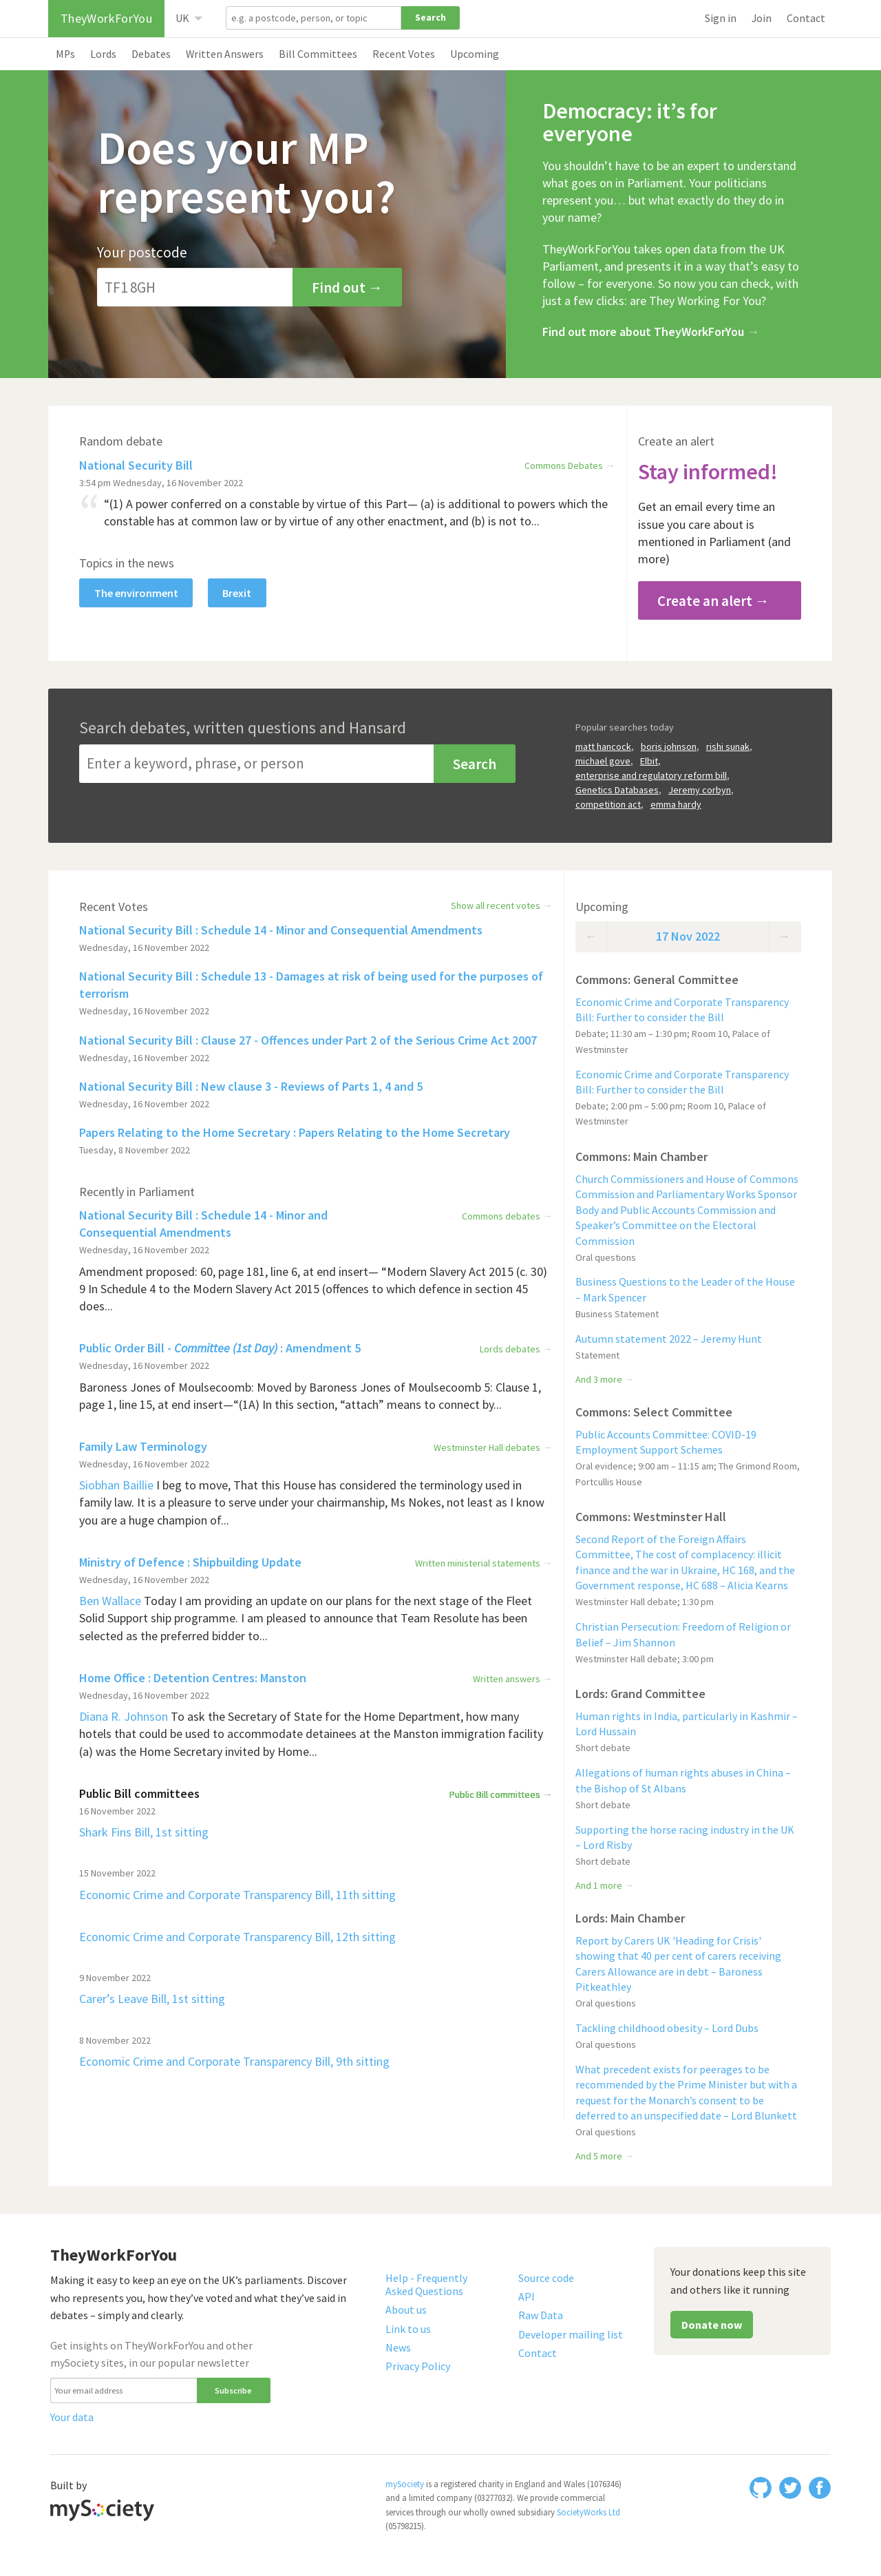 TheyWorkForYou
UK
e.g. a postcode, person, or topic
Search
Sign in
Join
Contact
MPs
Lords
Debates
Written Answers
Bill Committees
Recent Votes
Upcoming
Does your MP
represent you?
Your postcode
TF1 8GH
Find out →
Democracy: it’s for
everyone
You shouldn’t have to be an expert to understand
what goes on in Parliament. Your politicians
represent you… but what exactly do they do in
your name?
TheyWorkForYou takes open data from the UK
Parliament, and presents it in a way that’s easy to
follow – for everyone. So now you can check, with
just a few clicks: are They Working For You?
Find out more about TheyWorkForYou →
Random debate
National Security Bill
Commons Debates →
3:54 pm Wednesday, 16 November 2022
“(1) A power conferred on a constable by virtue of this Part— (a) is additional to powers which the
constable has at common law or by virtue of any other enactment, and (b) is not to...
Topics in the news
The environment
Brexit
Create an alert
Stay informed!
Get an email every time an
issue you care about is
mentioned in Parliament (and
more)
Create an alert →
Search debates, written questions and Hansard
Enter a keyword, phrase, or person
Search
Popular searches today
matt hancock, boris johnson, rishi sunak,
michael gove, Elbit,
enterprise and regulatory reform bill,
Genetics Databases, Jeremy corbyn,
competition act, emma hardy
Recent Votes
Show all recent votes →
National Security Bill : Schedule 14 - Minor and Consequential Amendments
Wednesday, 16 November 2022
National Security Bill : Schedule 13 - Damages at risk of being used for the purposes of
terrorism
Wednesday, 16 November 2022
National Security Bill : Clause 27 - Offences under Part 2 of the Serious Crime Act 2007
Wednesday, 16 November 2022
National Security Bill : New clause 3 - Reviews of Parts 1, 4 and 5
Wednesday, 16 November 2022
Papers Relating to the Home Secretary : Papers Relating to the Home Secretary
Tuesday, 8 November 2022
Recently in Parliament
National Security Bill : Schedule 14 - Minor and
Consequential Amendments
Commons debates →
Wednesday, 16 November 2022
Amendment proposed: 60, page 181, line 6, at end insert— “Modern Slavery Act 2015 (c. 30)
9 In Schedule 4 to the Modern Slavery Act 2015 (offences to which defence in section 45
does...
Public Order Bill - Committee (1st Day) : Amendment 5
Lords debates →
Wednesday, 16 November 2022
Baroness Jones of Moulsecoomb: Moved by Baroness Jones of Moulsecoomb 5: Clause 1,
page 1, line 15, at end insert—“(1A) In this section, “attach” means to connect by...
Family Law Terminology
Westminster Hall debates →
Wednesday, 16 November 2022
Siobhan Baillie I beg to move, That this House has considered the terminology used in
family law. It is a pleasure to serve under your chairmanship, Ms Nokes, not least as I know
you are a huge champion of...
Ministry of Defence : Shipbuilding Update
Written ministerial statements →
Wednesday, 16 November 2022
Ben Wallace Today I am providing an update on our plans for the next stage of the Fleet
Solid Support ship programme. I am pleased to announce that Team Resolute has been
selected as the preferred bidder to...
Home Office : Detention Centres: Manston
Written answers →
Wednesday, 16 November 2022
Diana R. Johnson To ask the Secretary of State for the Home Department, how many
hotels that could be used to accommodate detainees at the Manston immigration facility
(a) was the Home Secretary invited by Home...
Public Bill committees
Public Bill committees →
16 November 2022
Shark Fins Bill, 1st sitting
15 November 2022
Economic Crime and Corporate Transparency Bill, 11th sitting
Economic Crime and Corporate Transparency Bill, 12th sitting
9 November 2022
Carer’s Leave Bill, 1st sitting
8 November 2022
Economic Crime and Corporate Transparency Bill, 9th sitting
Upcoming
← 17 Nov 2022 →
Commons: General Committee
Economic Crime and Corporate Transparency
Bill: Further to consider the Bill
Debate; 11:30 am – 1:30 pm; Room 10, Palace of
Westminster
Economic Crime and Corporate Transparency
Bill: Further to consider the Bill
Debate; 2:00 pm – 5:00 pm; Room 10, Palace of
Westminster
Commons: Main Chamber
Church Commissioners and House of Commons
Commission and Parliamentary Works Sponsor
Body and Public Accounts Commission and
Speaker’s Committee on the Electoral
Commission
Oral questions
Business Questions to the Leader of the House
– Mark Spencer
Business Statement
Autumn statement 2022 – Jeremy Hunt
Statement
And 3 more →
Commons: Select Committee
Public Accounts Committee: COVID-19
Employment Support Schemes
Oral evidence; 9:00 am – 11:15 am; The Grimond Room,
Portcullis House
Commons: Westminster Hall
Second Report of the Foreign Affairs
Committee, The cost of complacency: illicit
finance and the war in Ukraine, HC 168, and the
Government response, HC 688 – Alicia Kearns
Westminster Hall debate; 1:30 pm
Christian Persecution: Freedom of Religion or
Belief – Jim Shannon
Westminster Hall debate; 3:00 pm
Lords: Grand Committee
Human rights in India, particularly in Kashmir –
Lord Hussain
Short debate
Allegations of human rights abuses in China –
the Bishop of St Albans
Short debate
Supporting the horse racing industry in the UK
– Lord Risby
Short debate
And 1 more →
Lords: Main Chamber
Report by Carers UK 'Heading for Crisis'
showing that 40 per cent of carers receiving
Carers Allowance are in debt – Baroness
Pitkeathley
Oral questions
Tackling childhood obesity – Lord Dubs
Oral questions
What precedent exists for peerages to be
recommended by the Prime Minister but with a
request for the Monarch’s consent to be
deferred to an unspecified date – Lord Blunkett
Oral questions
And 5 more →
TheyWorkForYou
Making it easy to keep an eye on the UK’s parliaments. Discover
who represents you, how they’ve voted and what they’ve said in
debates – simply and clearly.
Get insights on TheyWorkForYou and other
mySociety sites, in our popular newsletter
Your email address
Subscribe
Your data
Help - Frequently
Asked Questions
About us
Link to us
News
Privacy Policy
Source code
API
Raw Data
Developer mailing list
Contact
Your donations keep this site
and others like it running
Donate now
Built by
mySociety
mySociety is a registered charity in England and Wales (1076346)
and a limited company (03277032). We provide commercial
services through our wholly owned subsidiary SocietyWorks Ltd
(05798215).